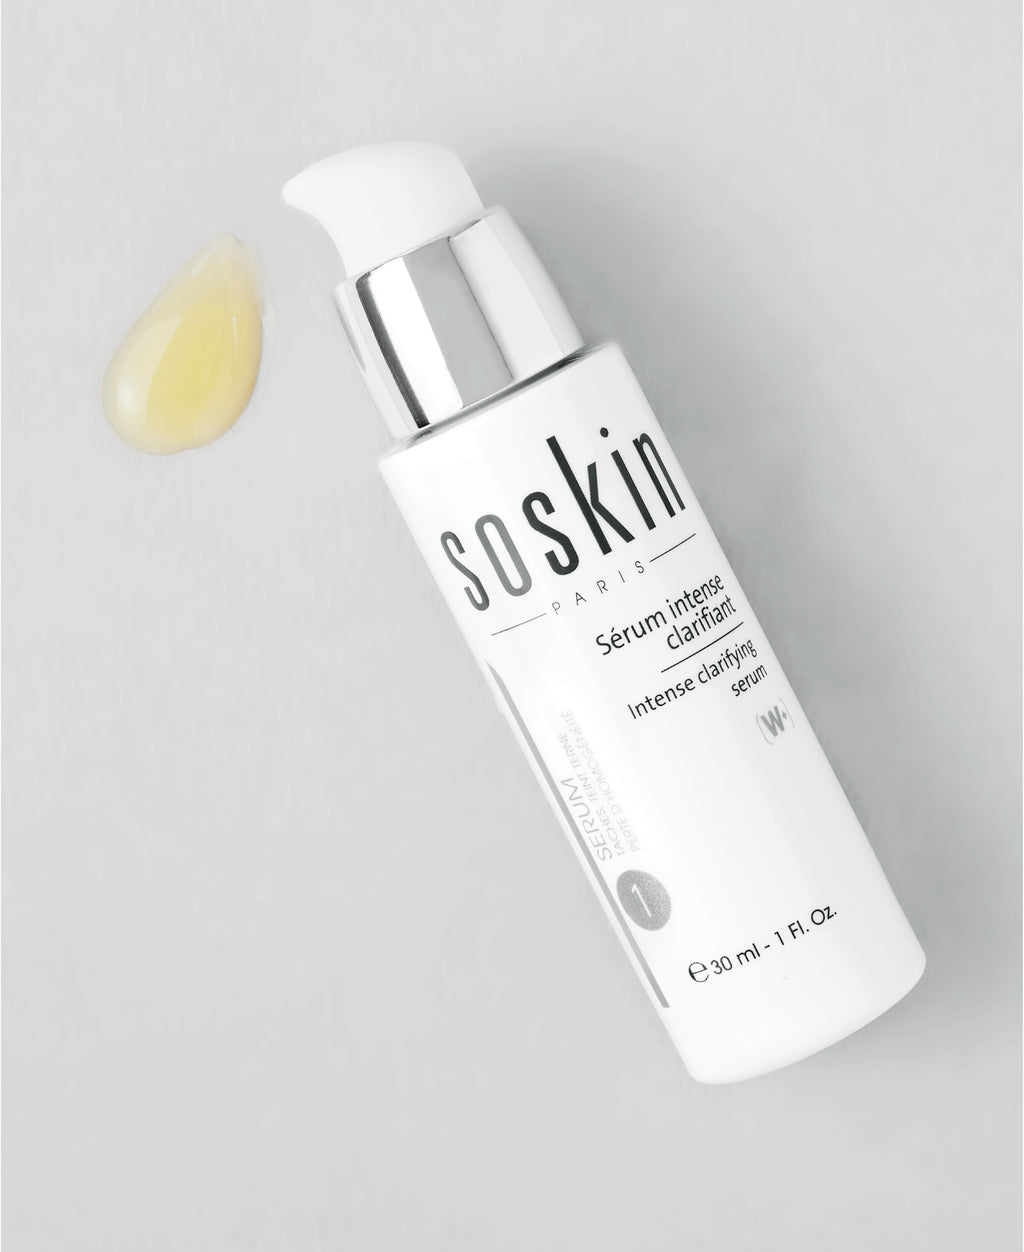 soskin
PARIS
Sérum intense
clarifiant
Intense clarifying
serum
(W+)
SERUM
TACHES, TEINT TERNE
PERTE D'HOMOGÉNÉITÉ
1
℮ 30 ml - 1 Fl. Oz.